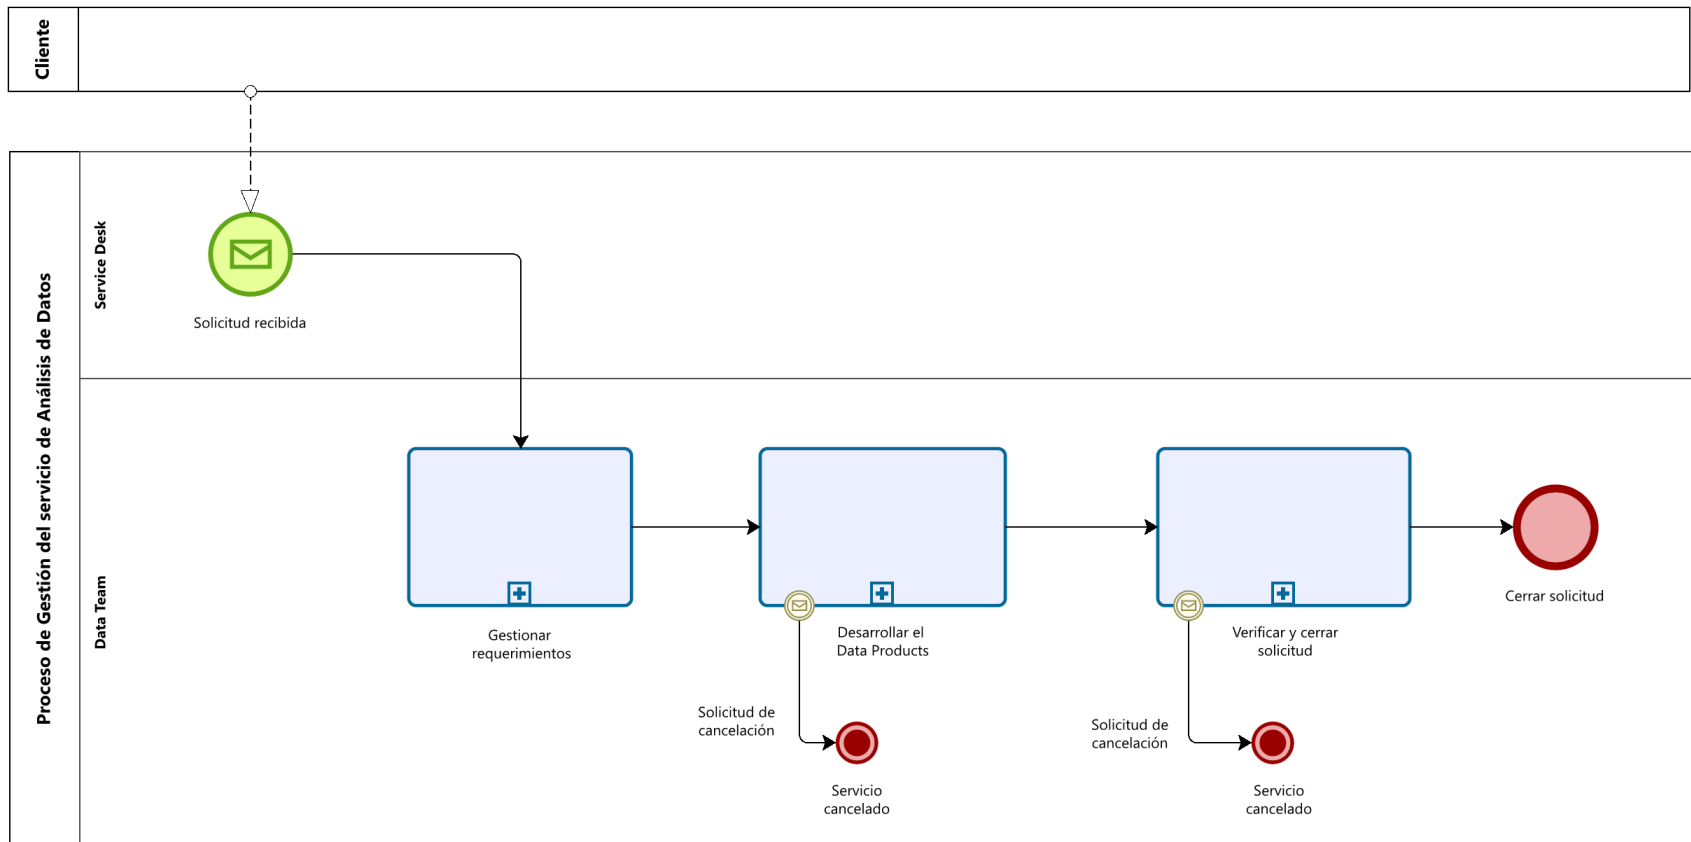 Cliente
Proceso de Gestión del servicio de Análisis de Datos
Service Desk
Solicitud recibida
Data Team
Gestionar
requerimientos
Desarrollar el
Data Products
Verificar y cerrar
solicitud
Cerrar solicitud
Solicitud de
cancelación
Servicio
cancelado
Solicitud de
cancelación
Servicio
cancelado